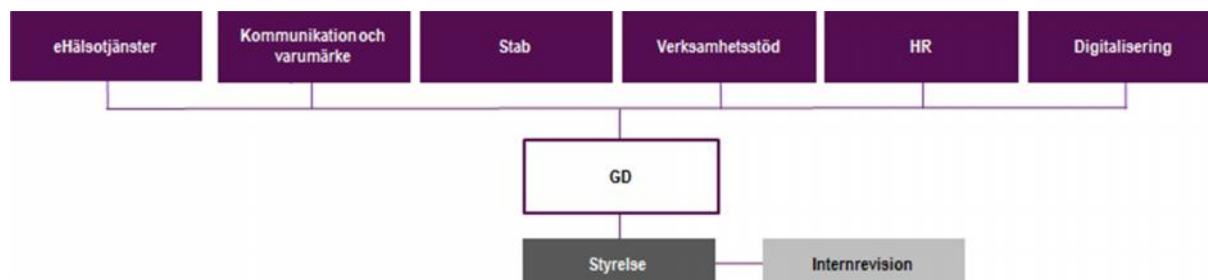 eHälsotjänster
Kommunikation och
varumärke
Stab
Verksamhetsstöd
HR
Digitalisering
GD
Styrelse
Internrevision